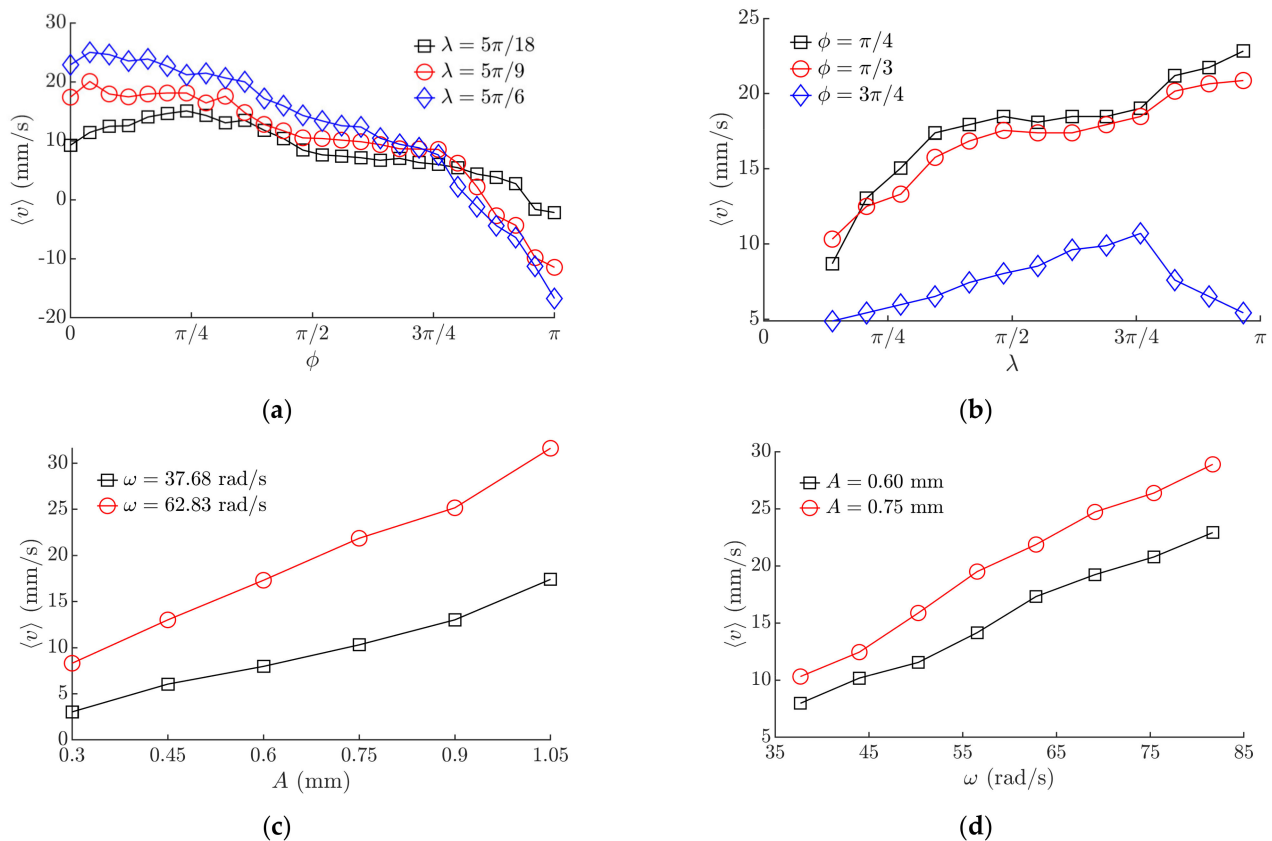 ⟨v⟩ (mm/s)
30
20
10
0
-10
-20
0
π/4
π/2
3π/4
π
ϕ
λ = 5π/18
λ = 5π/9
λ = 5π/6
(a)
⟨v⟩ (mm/s)
25
20
15
10
5
0
π/4
π/2
3π/4
π
λ
ϕ = π/4
ϕ = π/3
ϕ = 3π/4
(b)
⟨v⟩ (mm/s)
30
25
20
15
10
5
0
0.3
0.45
0.6
0.75
0.9
1.05
A (mm)
ω = 37.68 rad/s
ω = 62.83 rad/s
(c)
⟨v⟩ (mm/s)
30
25
20
15
10
5
35
45
55
65
75
85
ω (rad/s)
A = 0.60 mm
A = 0.75 mm
(d)